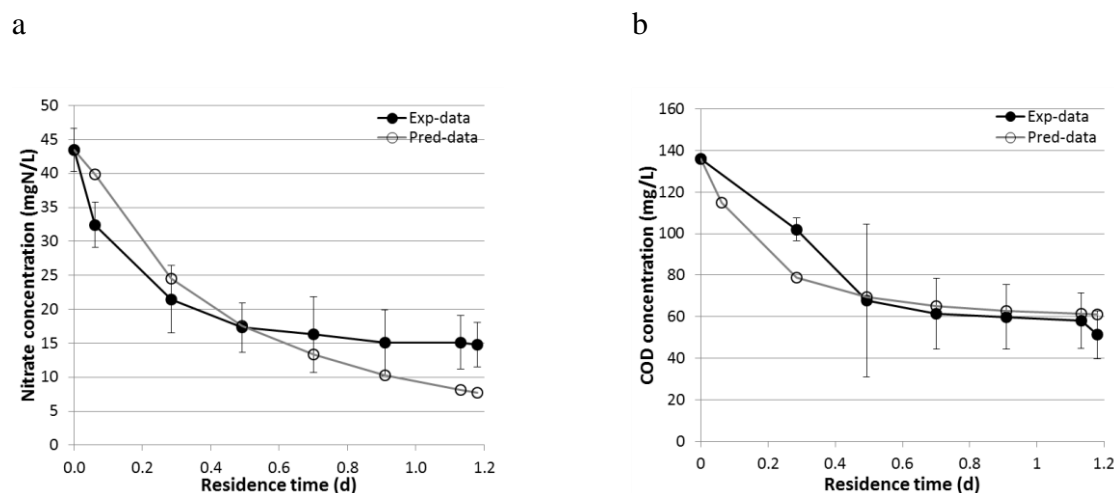 a
b
50
45
40
35
30
25
20
15
10
5
0
Nitrate concentration (mgN/L)
Exp-data
Pred-data
0.0 0.2 0.4 0.6 0.8 1.0 1.2
Residence time (d)
160
140
120
100
80
60
40
20
0
COD concentration (mg/L)
Exp-data
Pred-data
0 0.2 0.4 0.6 0.8 1 1.2
Residence time (d)